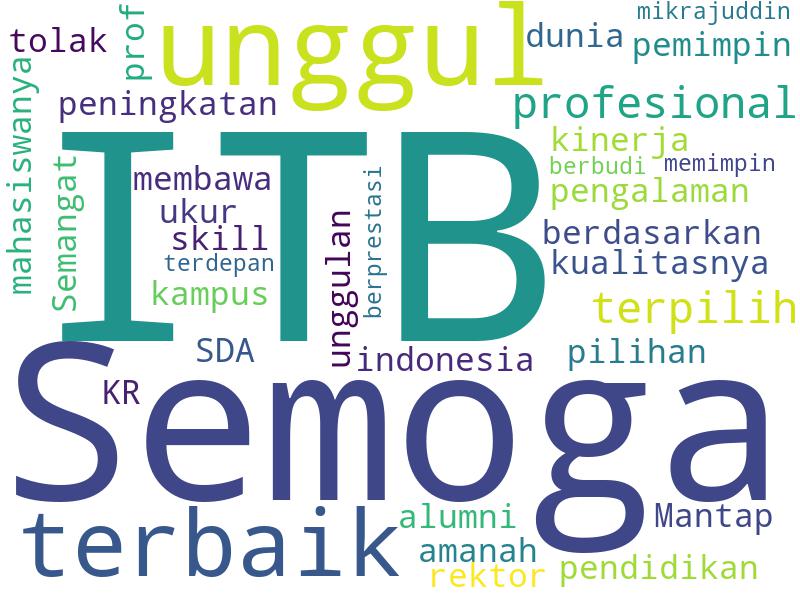 mikrajuddin
prof
unggul
dunia
tolak
pemimpin
mahasiswanya
peningkatan
profesional
ITB
kinerja
Semangat
membawa
berprestasi
berbudi
memimpin
pengalaman
ukur
unggulan
skill
berdasarkan
terdepan
kualitasnya
kampus
terpilih
SDA
indonesia
pilihan
KR
Semoga
terbaik
alumni
Mantap
amanah
rektor
pendidikan